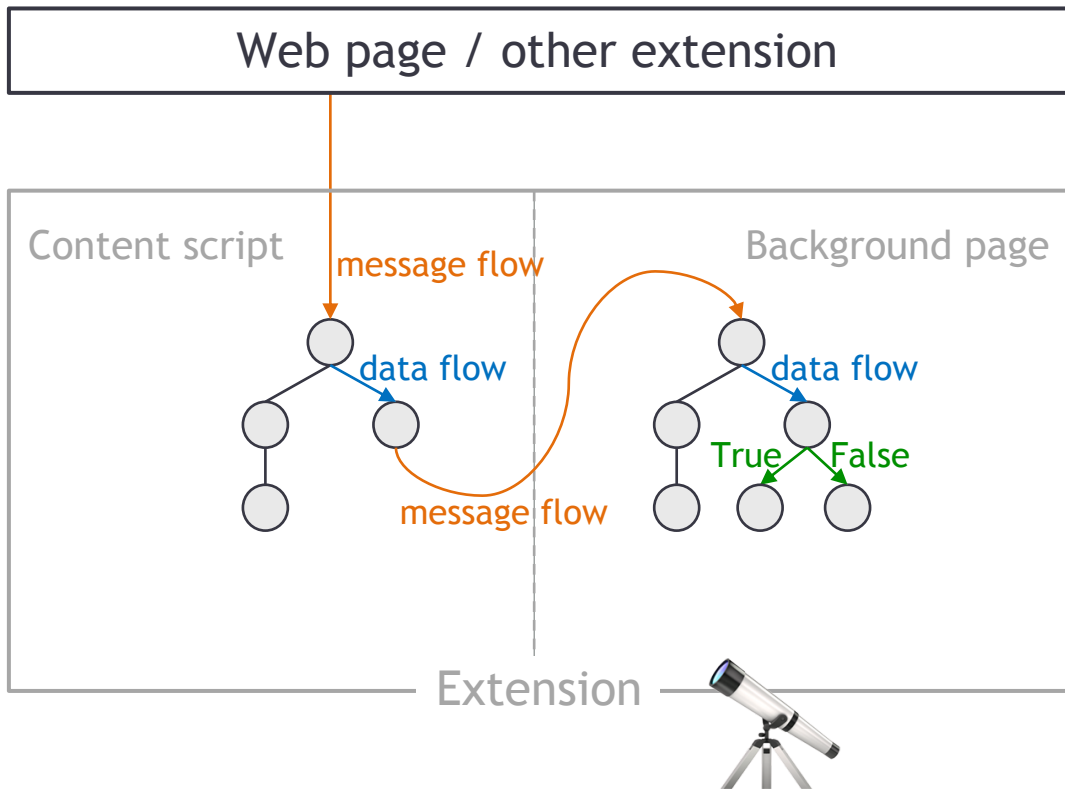 Web page / other extension
Content script
Background page
message flow
data flow
data flow
True
False
message flow
Extension